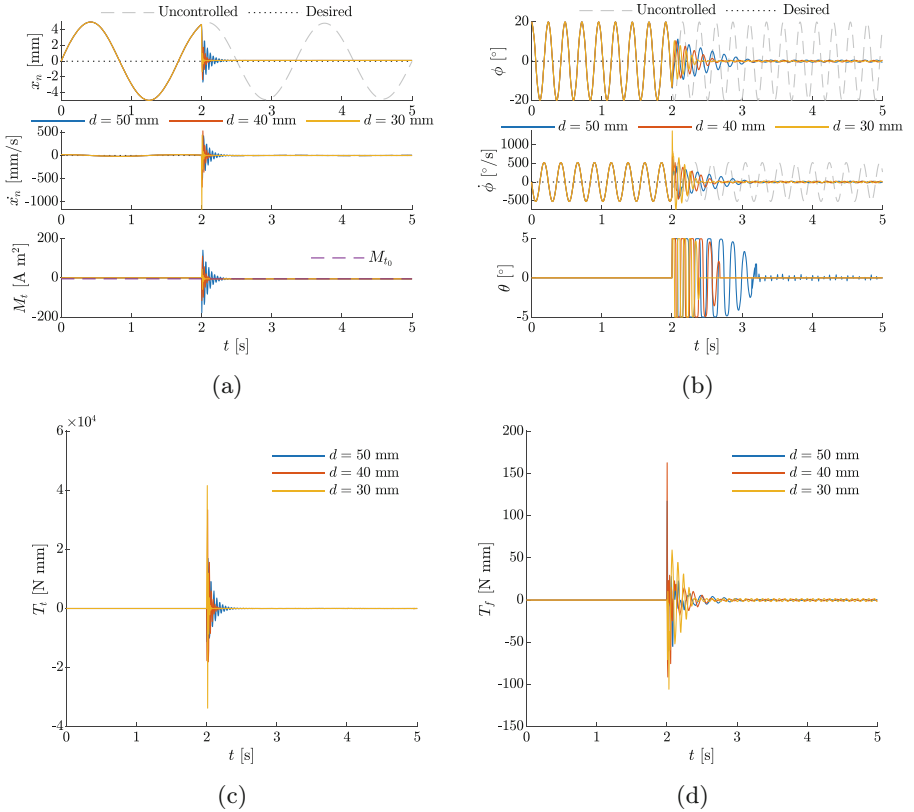 Uncontrolled Desired
x_n [mm]
4
2
0
-2
-4
0 1 2 3 4 5
d = 50 mm d = 40 mm d = 30 mm
ẋ_n [mm/s]
500
0
-500
-1000
0 1 2 3 4 5
M_t [A m²]
200
0
-200
M_{t_0}
0 1 2 3 4 5
t [s]
(a)
Uncontrolled Desired
ϕ [°]
20
0
-20
0 1 2 3 4 5
d = 50 mm d = 40 mm d = 30 mm
ϕ̇ [°/s]
1000
500
0
-500
0 1 2 3 4 5
θ [°]
5
0
-5
0 1 2 3 4 5
t [s]
(b)
×10⁴
T_t [N mm]
6
4
2
0
-2
-4
d = 50 mm
d = 40 mm
d = 30 mm
0 1 2 3 4 5
t [s]
(c)
T_f [N mm]
200
150
100
50
0
-50
-100
-150
d = 50 mm
d = 40 mm
d = 30 mm
0 1 2 3 4 5
t [s]
(d)